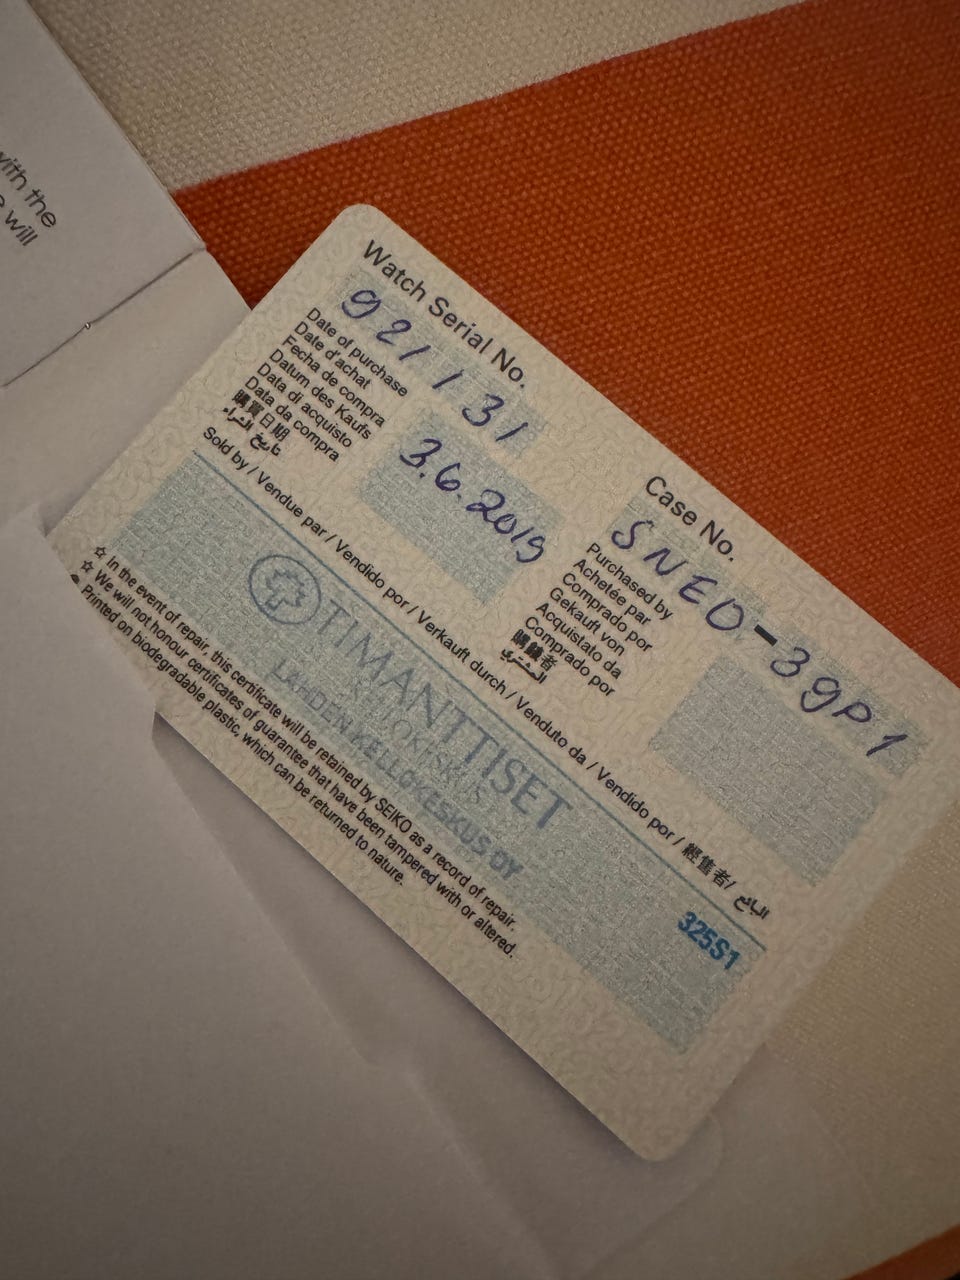 with the
will
Watch Serial No.
921131
Case No.
SNE0-39P1
Date of purchase
Date d'achat
Fecha de compra
Datum des Kaufs
Data di acquisto
Data da compra
購買日期
تاريخ الشراء
3.6.2019
Purchased by
Achetée par
Comprado por
Gekauft von
Acquistato da
Comprado por
購錶者
المشتري
Sold by / Vendue par / Vendido por / Verkauft durch / Venduto da / Vendido por / 經售者/ البائع
TIMANTTISET
LAHDEN KELLOKESKUS OY
325S1
☆ In the event of repair, this certificate will be retained by SEIKO as a record of repair.
☆ We will not honour certificates of guarantee that have been tampered with or altered.
● Printed on biodegradable plastic, which can be returned to nature.